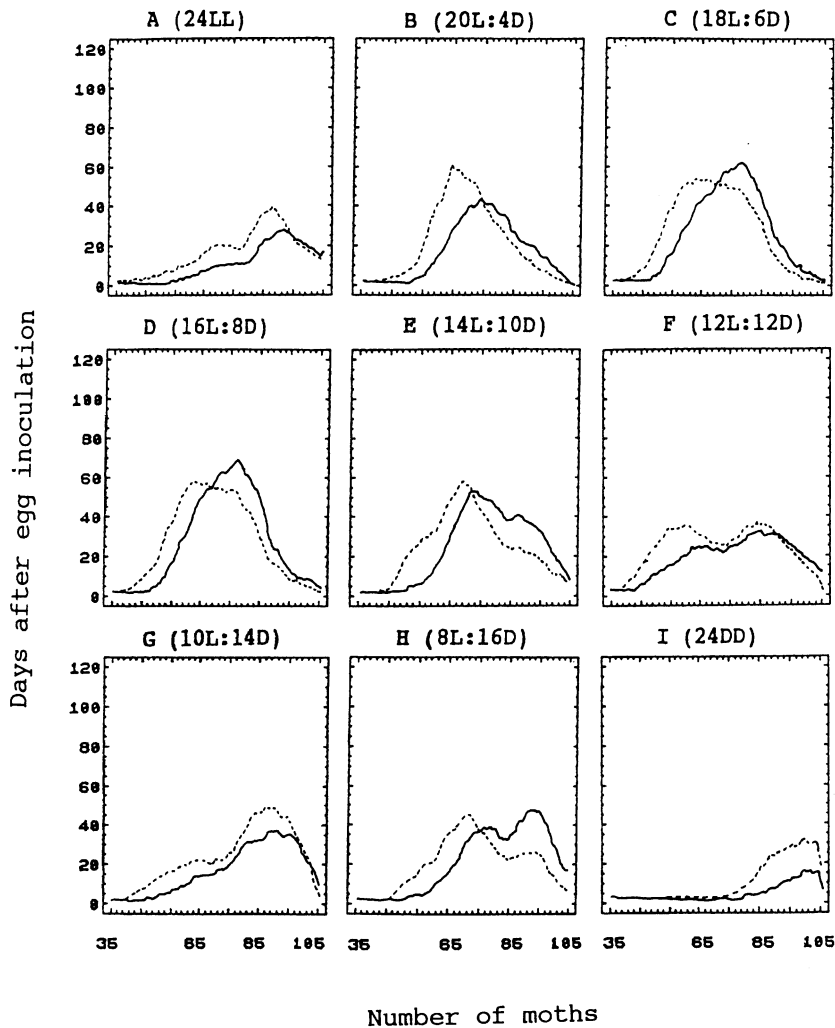 A (24LL)
B (20L:4D)
C (18L:6D)
120
100
80
60
40
20
0
D (16L:8D)
E (14L:10D)
F (12L:12D)
120
100
80
60
40
20
0
G (10L:14D)
H (8L:16D)
I (24DD)
120
100
80
60
40
20
0
35 65 85 105
35 65 85 105
35 65 85 105
Days after egg inoculation
Number of moths